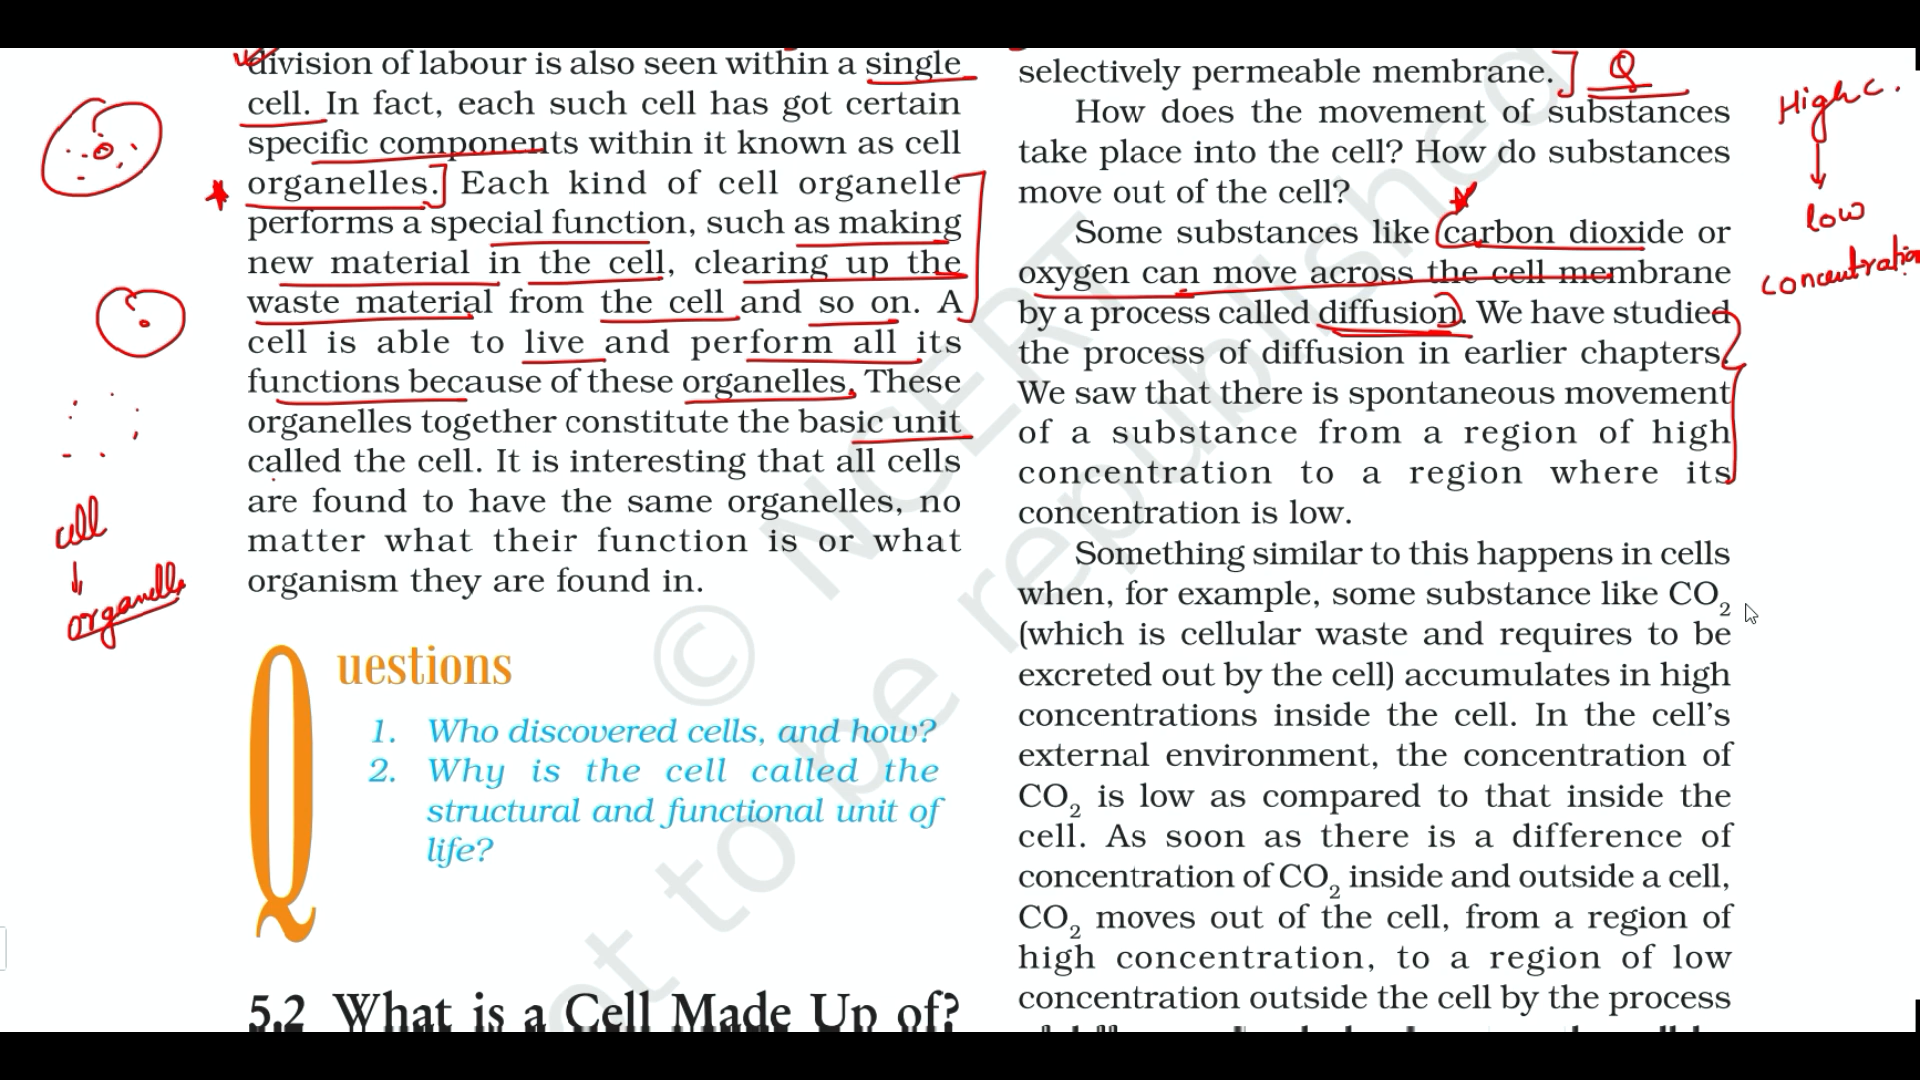 division of labour is also seen within a single
cell. In fact, each such cell has got certain
specific components within it known as cell
organelles. Each kind of cell organelle
performs a special function, such as making
new material in the cell, clearing up the
waste material from the cell and so on. A
cell is able to live and perform all its
functions because of these organelles. These
organelles together constitute the basic unit
called the cell. It is interesting that all cells
are found to have the same organelles, no
matter what their function is or what
organism they are found in.
cell
organelle
Questions
1. Who discovered cells, and how?
2. Why is the cell called the
structural and functional unit of
life?
5.2 What is a Cell Made Up of?
selectively permeable membrane.
Q
How does the movement of substances
take place into the cell? How do substances
move out of the cell?
Some substances like carbon dioxide or
oxygen can move across the cell membrane
by a process called diffusion. We have studied
the process of diffusion in earlier chapters.
We saw that there is spontaneous movement
of a substance from a region of high
concentration to a region where its
concentration is low.
Something similar to this happens in cells
when, for example, some substance like CO₂
(which is cellular waste and requires to be
excreted out by the cell) accumulates in high
concentrations inside the cell. In the cell's
external environment, the concentration of
CO₂ is low as compared to that inside the
cell. As soon as there is a difference of
concentration of CO₂ inside and outside a cell,
CO₂ moves out of the cell, from a region of
high concentration, to a region of low
concentration outside the cell by the process
High c.
low
concentration
© NCERT
not to be republished